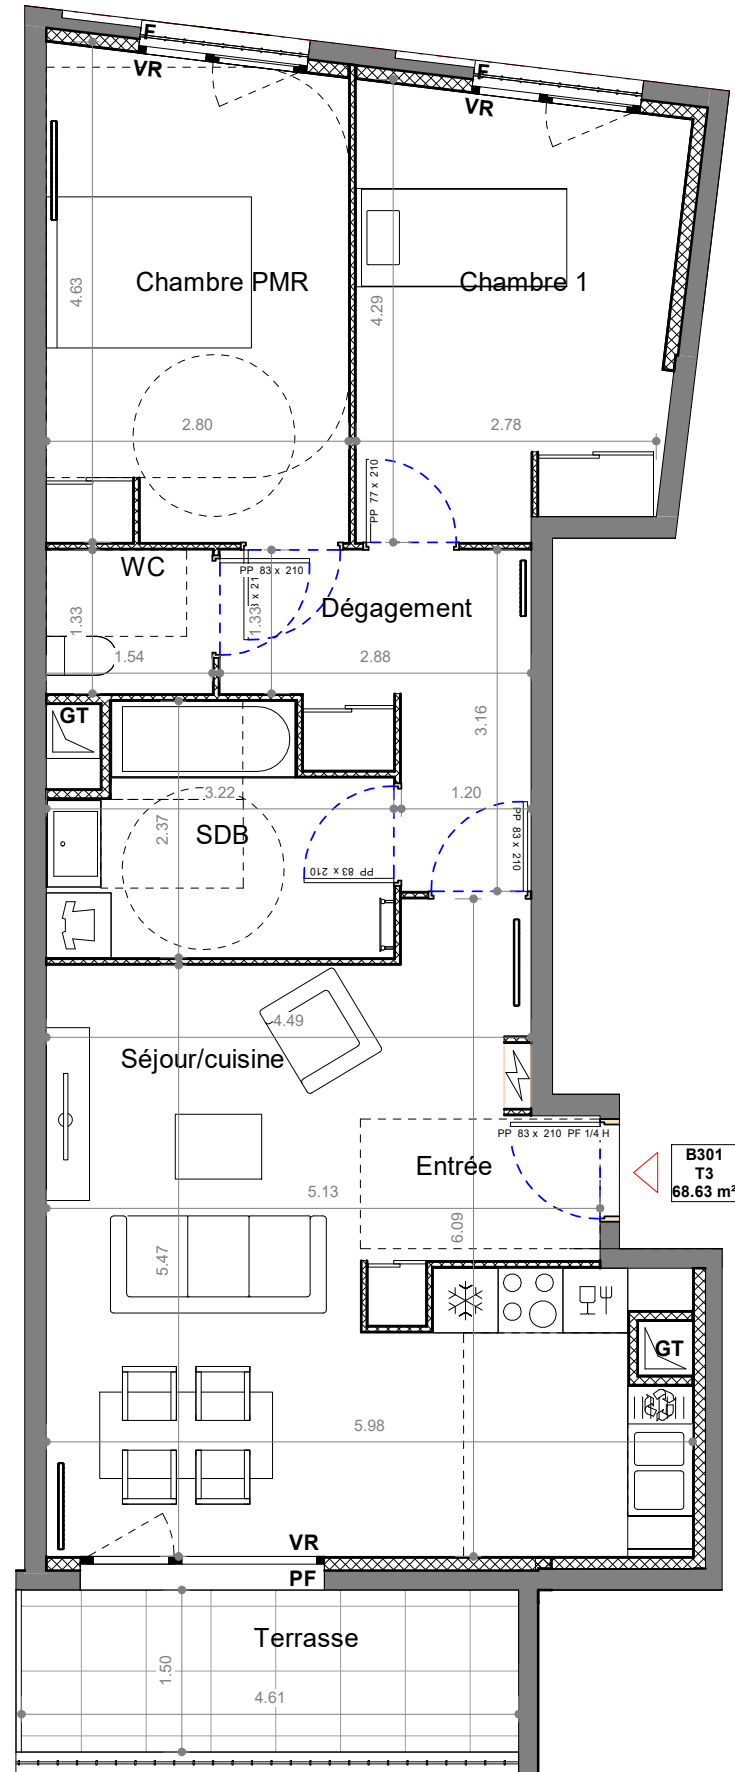 F
VR
F
VR
Chambre PMR
Chambre 1
4.63
4.29
2.80
2.78
PP 77 x 210
WC
PP 83 x 210
Dégagement
1.33
1.33
1.54
2.88
GT
3.16
3.22
1.20
2.37
SDB
PP 83 x 210
PP 83 x 210
4.49
Séjour/cuisine
PP 83 x 210 PF 1/4 H
Entrée
B301
T3
68.63 m²
5.13
6.09
5.47
GT
5.98
VR
PF
Terrasse
1.50
4.61